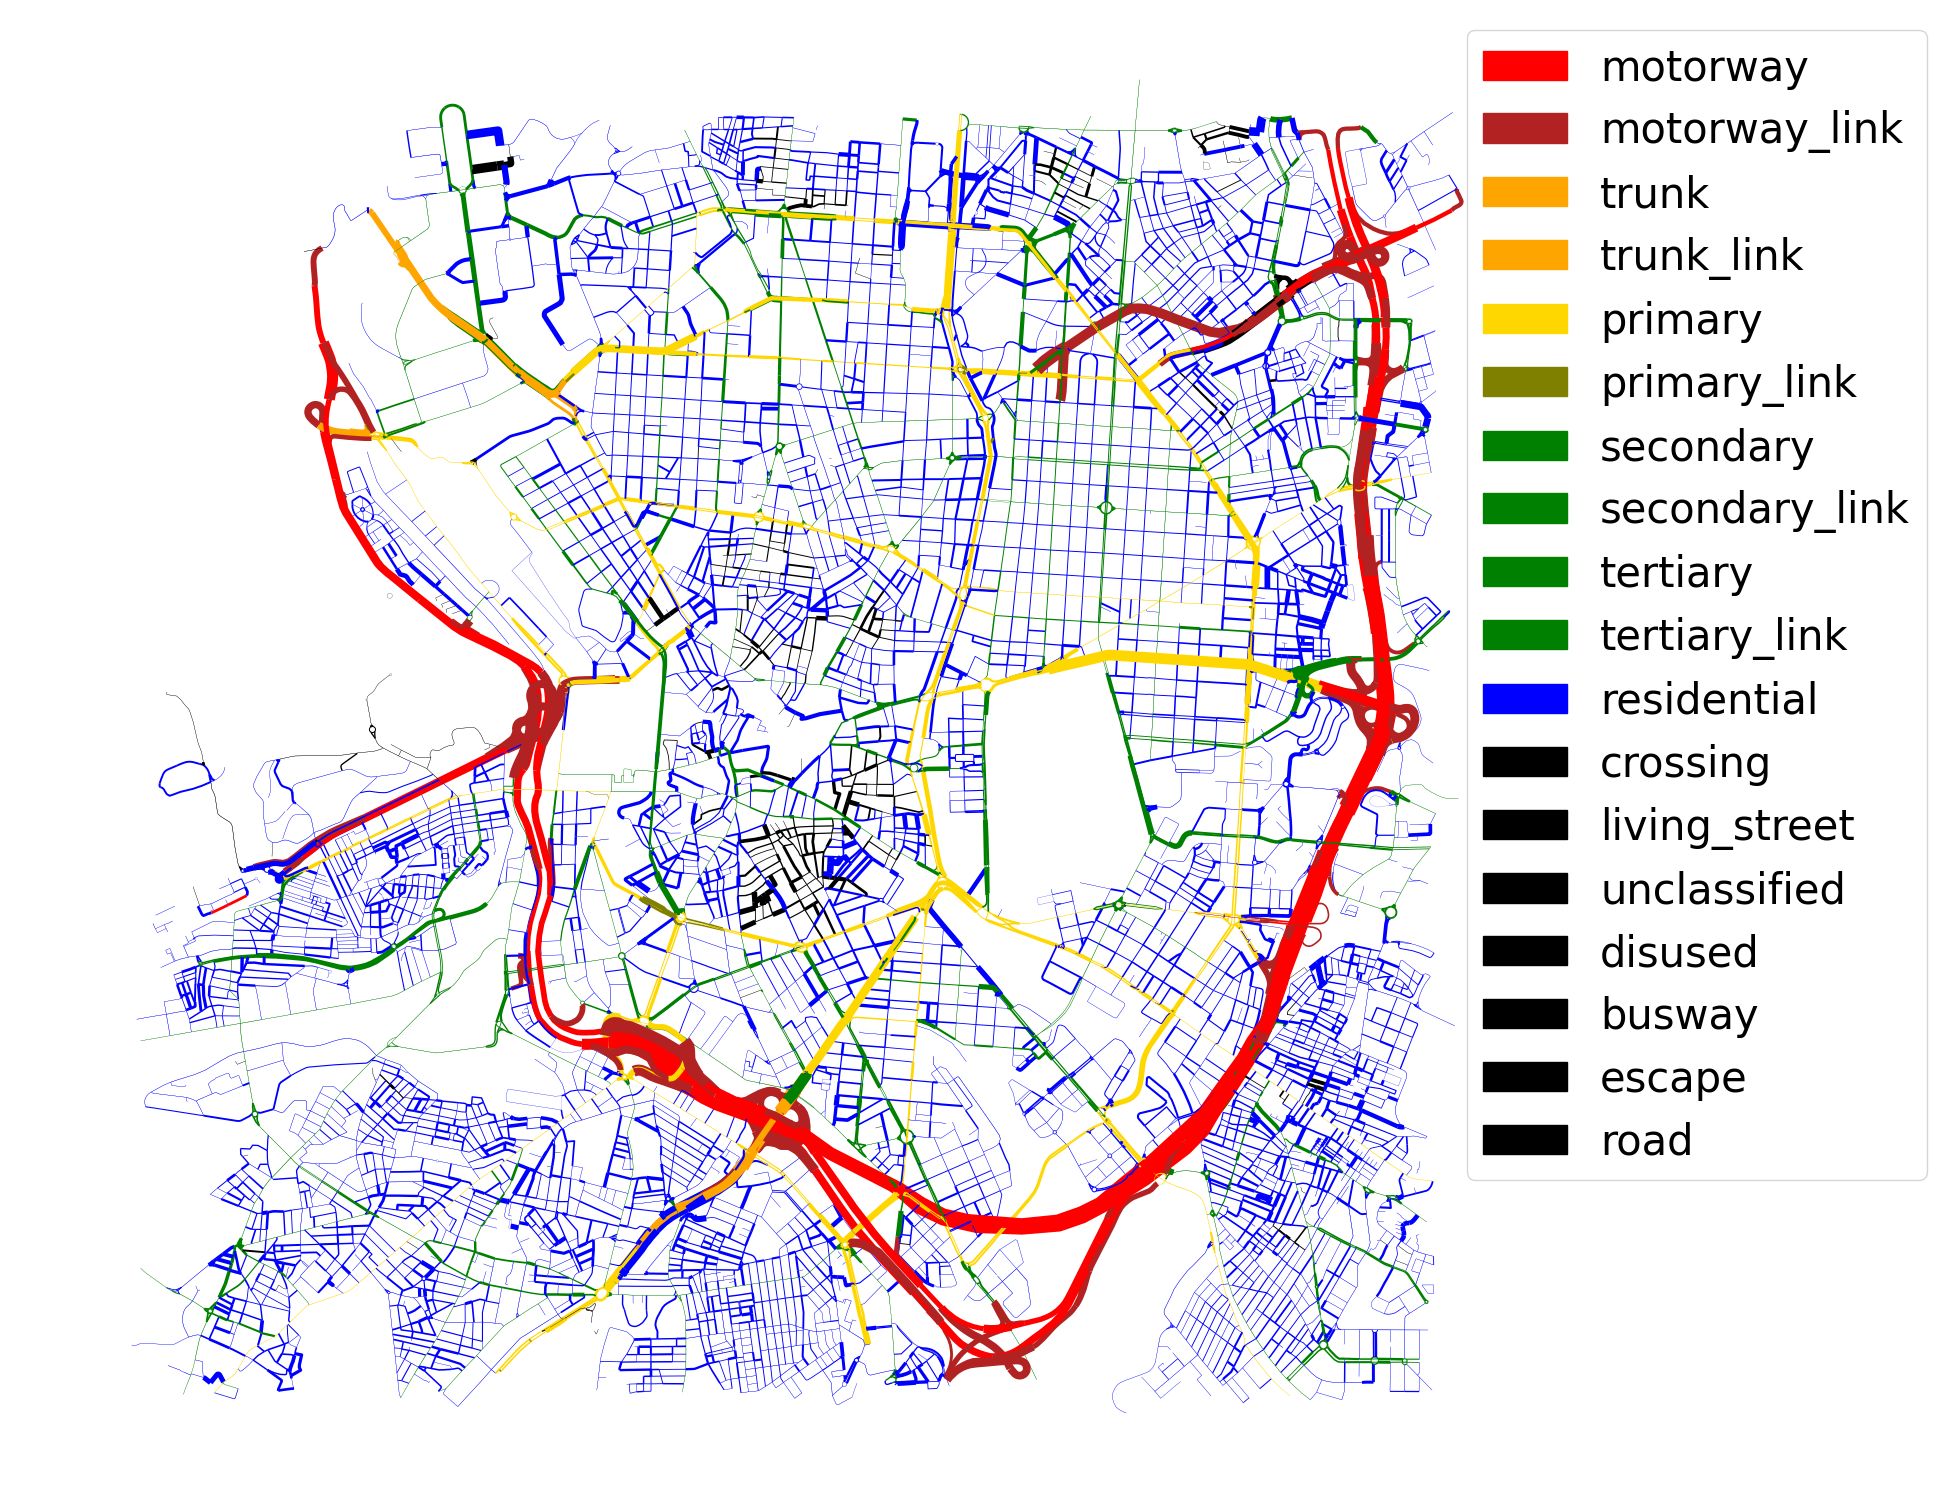 motorway
motorway_link
trunk
trunk_link
primary
primary_link
secondary
secondary_link
tertiary
tertiary_link
residential
crossing
living_street
unclassified
disused
busway
escape
road